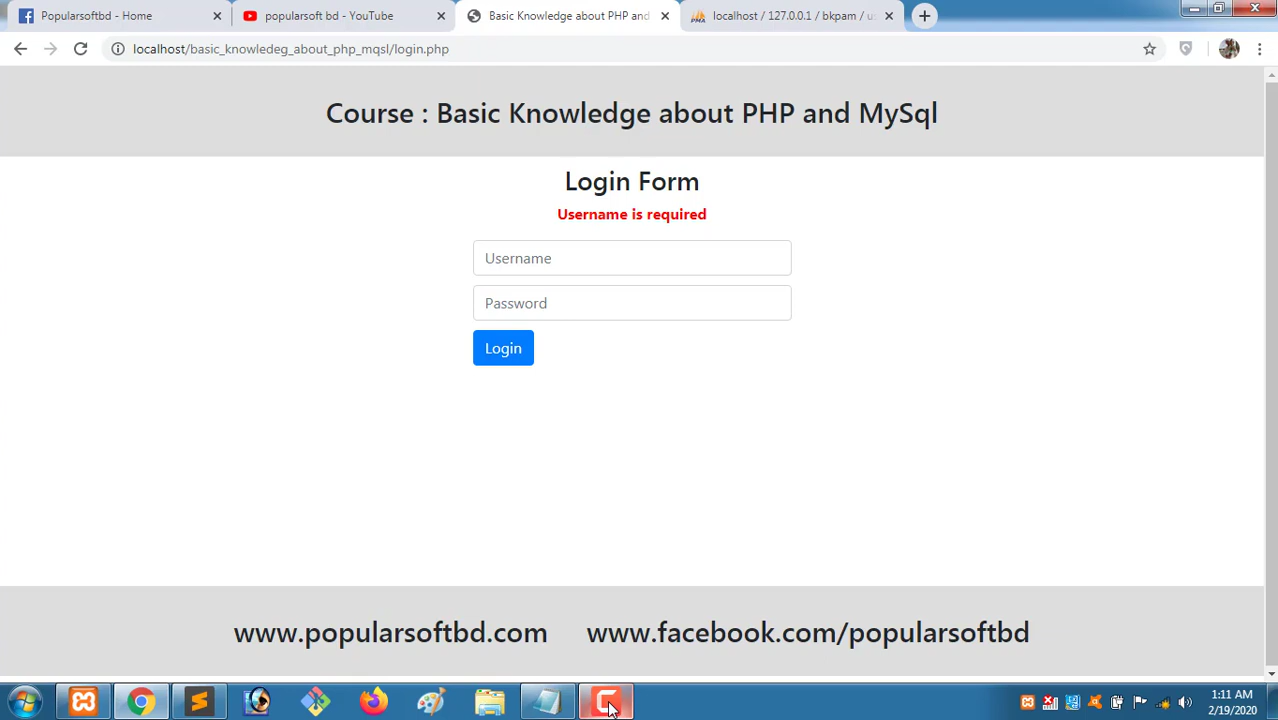 Popularsoftbd - Home
popularsoft bd - YouTube
Basic Knowledge about PHP and
localhost / 127.0.0.1 / bkpam / us
localhost/basic_knowledeg_about_php_mqsl/login.php
Course : Basic Knowledge about PHP and MySql
Login Form
Username is required
Username
Password
Login
www.popularsoftbd.com www.facebook.com/popularsoftbd
1:11 AM
2/19/2020